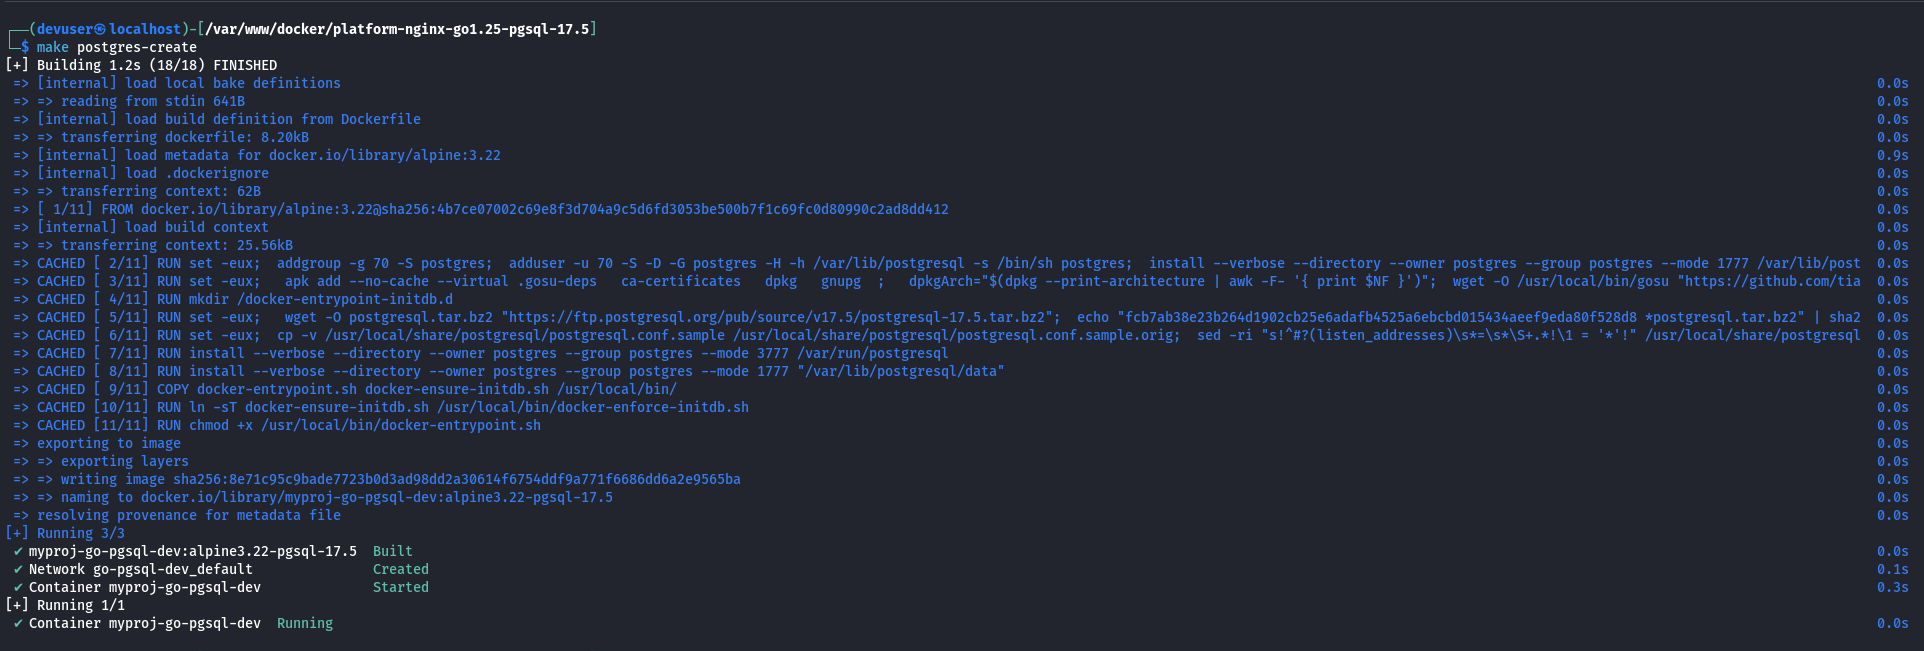 ┌──(devuser㉿localhost)-[/var/www/docker/platform-nginx-go1.25-pgsql-17.5]
└─$ make postgres-create
[+] Building 1.2s (18/18) FINISHED
=> [internal] load local bake definitions 0.0s
=> => reading from stdin 641B 0.0s
=> [internal] load build definition from Dockerfile 0.0s
=> => transferring dockerfile: 8.20kB 0.0s
=> [internal] load metadata for docker.io/library/alpine:3.22 0.9s
=> [internal] load .dockerignore 0.0s
=> => transferring context: 62B 0.0s
=> [ 1/11] FROM docker.io/library/alpine:3.22@sha256:4b7ce07002c69e8f3d704a9c5d6fd3053be500b7f1c69fc0d80990c2ad8dd412 0.0s
=> [internal] load build context 0.0s
=> => transferring context: 25.56kB 0.0s
=> CACHED [ 2/11] RUN set -eux;  addgroup -g 70 -S postgres;  adduser -u 70 -S -D -G postgres -H -h /var/lib/postgresql -s /bin/sh postgres;  install --verbose --directory --owner postgres --group postgres --mode 1777 /var/lib/post 0.0s
=> CACHED [ 3/11] RUN set -eux;   apk add --no-cache --virtual .gosu-deps   ca-certificates   dpkg   gnupg  ;   dpkgArch="$(dpkg --print-architecture | awk -F- '{ print $NF }')";  wget -O /usr/local/bin/gosu "https://github.com/tia 0.0s
=> CACHED [ 4/11] RUN mkdir /docker-entrypoint-initdb.d 0.0s
=> CACHED [ 5/11] RUN set -eux;   wget -O postgresql.tar.bz2 "https://ftp.postgresql.org/pub/source/v17.5/postgresql-17.5.tar.bz2";  echo "fcb7ab38e23b264d1902cb25e6adafb4525a6ebcbd015434aeef9eda80f528d8 *postgresql.tar.bz2" | sha2 0.0s
=> CACHED [ 6/11] RUN set -eux;  cp -v /usr/local/share/postgresql/postgresql.conf.sample /usr/local/share/postgresql/postgresql.conf.sample.orig;  sed -ri "s!^#?(listen_addresses)\s*=\s*\S+.*!\1 = '*'!" /usr/local/share/postgresql 0.0s
=> CACHED [ 7/11] RUN install --verbose --directory --owner postgres --group postgres --mode 3777 /var/run/postgresql 0.0s
=> CACHED [ 8/11] RUN install --verbose --directory --owner postgres --group postgres --mode 1777 "/var/lib/postgresql/data" 0.0s
=> CACHED [ 9/11] COPY docker-entrypoint.sh docker-ensure-initdb.sh /usr/local/bin/ 0.0s
=> CACHED [10/11] RUN ln -sT docker-ensure-initdb.sh /usr/local/bin/docker-enforce-initdb.sh 0.0s
=> CACHED [11/11] RUN chmod +x /usr/local/bin/docker-entrypoint.sh 0.0s
=> exporting to image 0.0s
=> => exporting layers 0.0s
=> => writing image sha256:8e71c95c9bade7723b0d3ad98dd2a30614f6754ddf9a771f6686dd6a2e9565ba 0.0s
=> => naming to docker.io/library/myproj-go-pgsql-dev:alpine3.22-pgsql-17.5 0.0s
=> resolving provenance for metadata file 0.0s
[+] Running 3/3
✔ myproj-go-pgsql-dev:alpine3.22-pgsql-17.5  Built 0.0s
✔ Network go-pgsql-dev_default Created 0.1s
✔ Container myproj-go-pgsql-dev Started 0.3s
[+] Running 1/1
✔ Container myproj-go-pgsql-dev  Running 0.0s